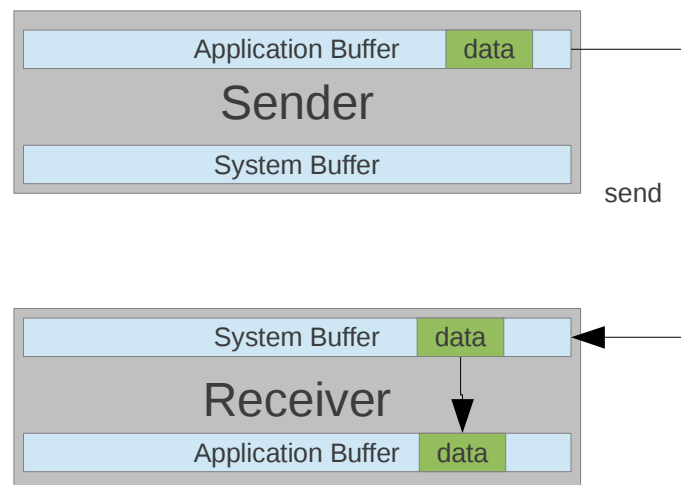 Application Buffer data
Sender
System Buffer
send
System Buffer data
Receiver
Application Buffer data